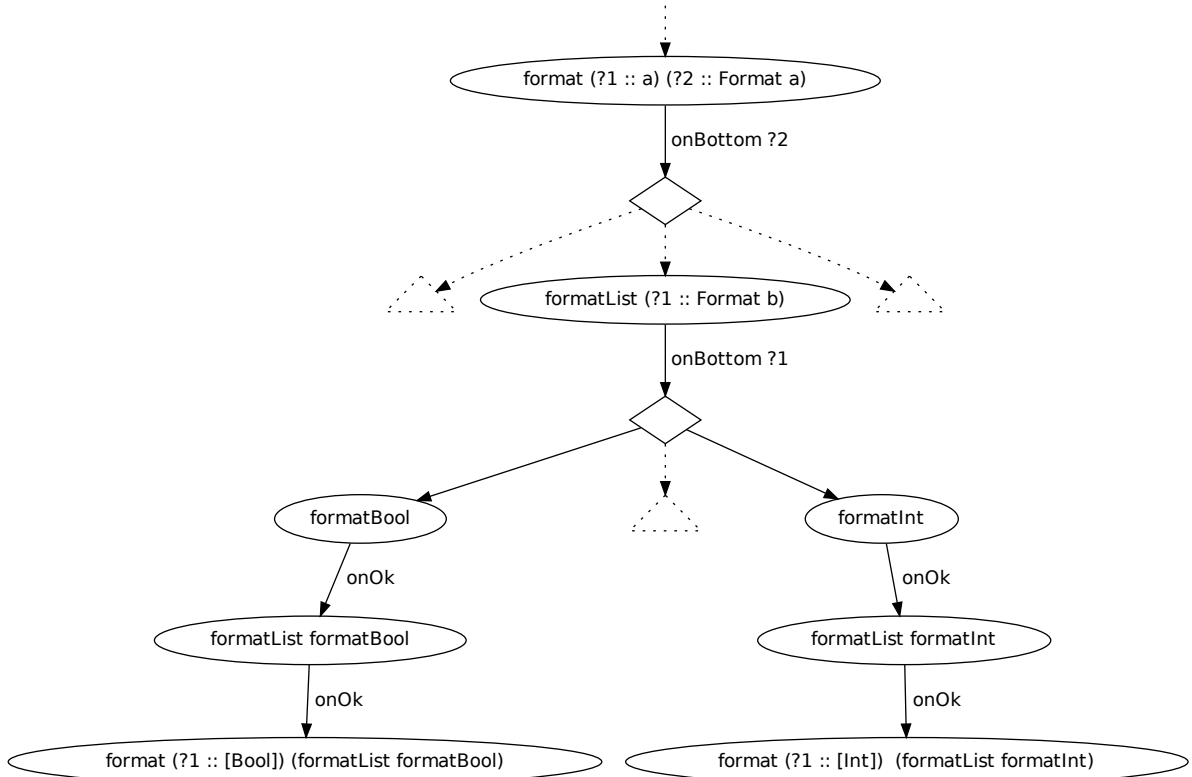 format (?1 :: a) (?2 :: Format a)
onBottom ?2
formatList (?1 :: Format b)
onBottom ?1
formatBool
formatInt
onOk
onOk
formatList formatBool
formatList formatInt
onOk
onOk
format (?1 :: [Bool]) (formatList formatBool)
format (?1 :: [Int])  (formatList formatInt)